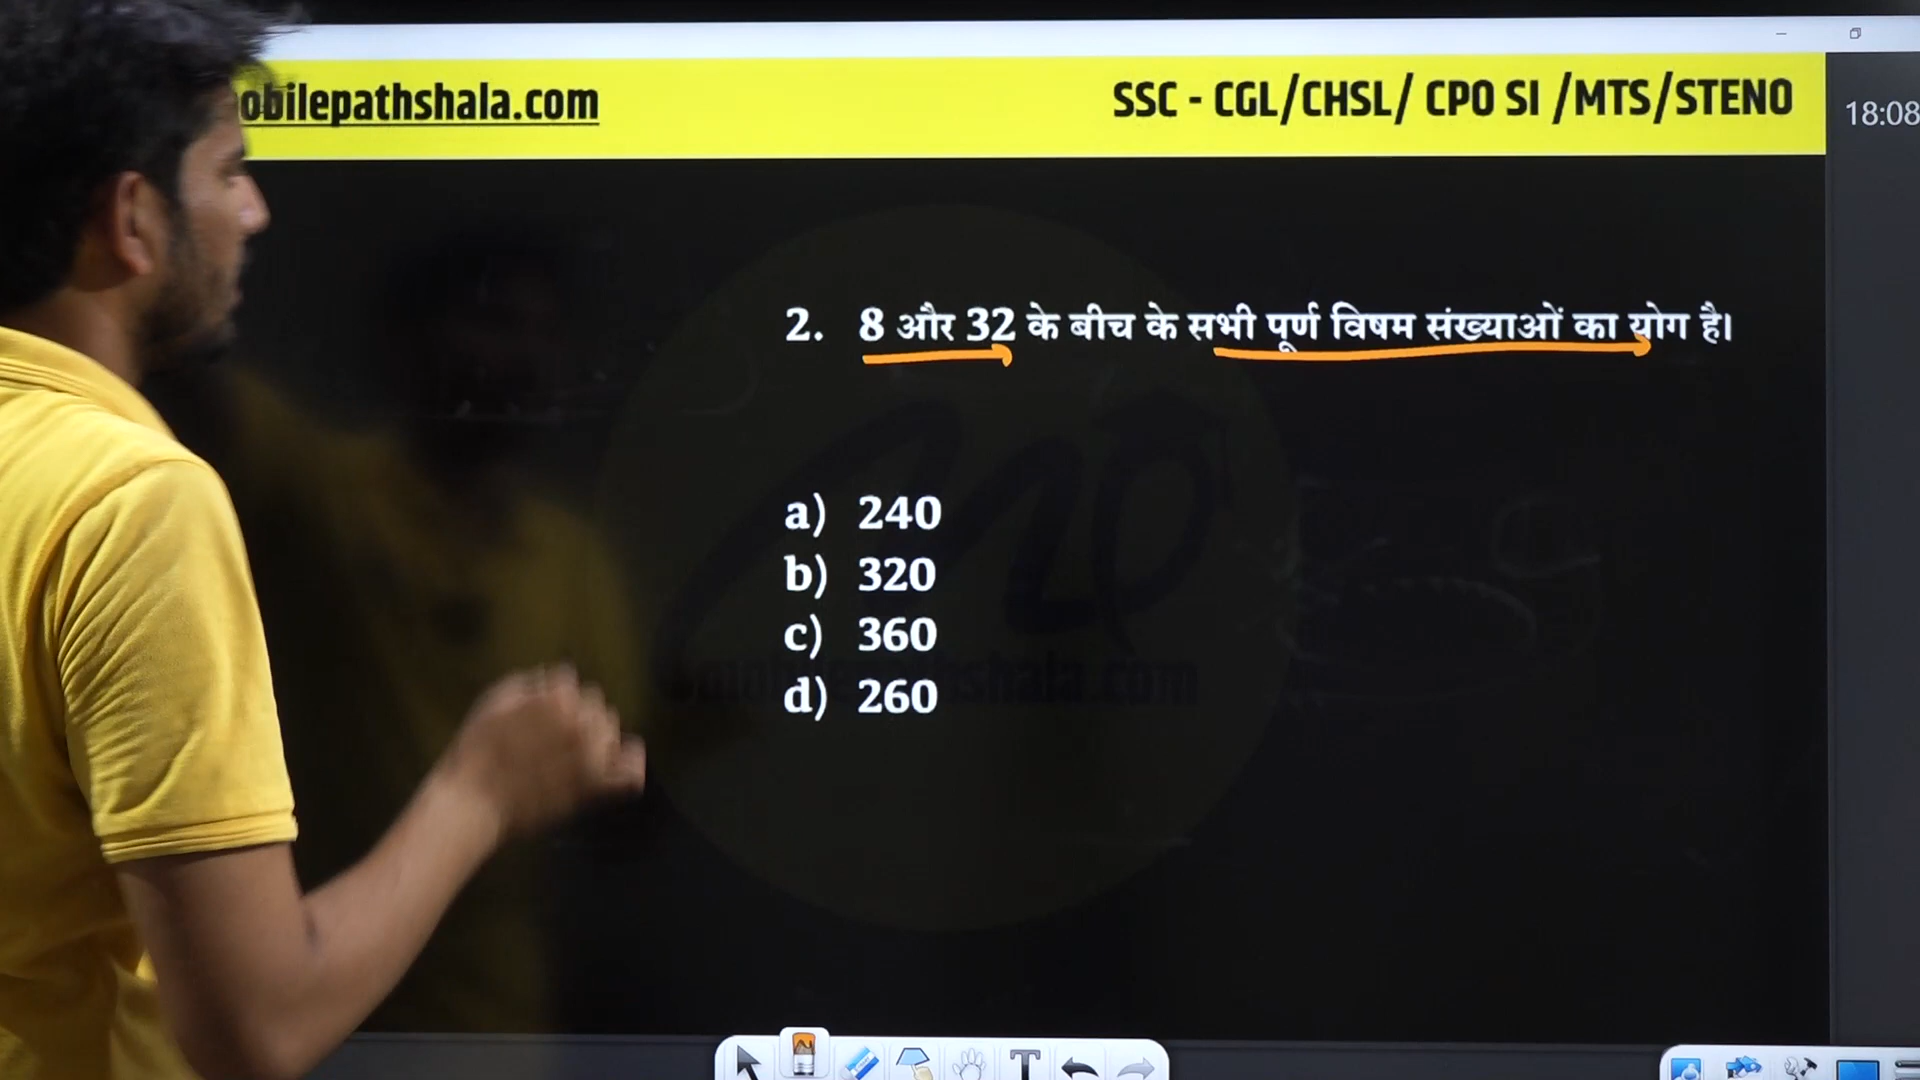 obilepathshala.com
SSC - CGL/CHSL/ CPO SI /MTS/STENO
18:08
2. 8 और 32 के बीच के सभी पूर्ण विषम संख्याओं का योग है।
a) 240
b) 320
c) 360
d) 260